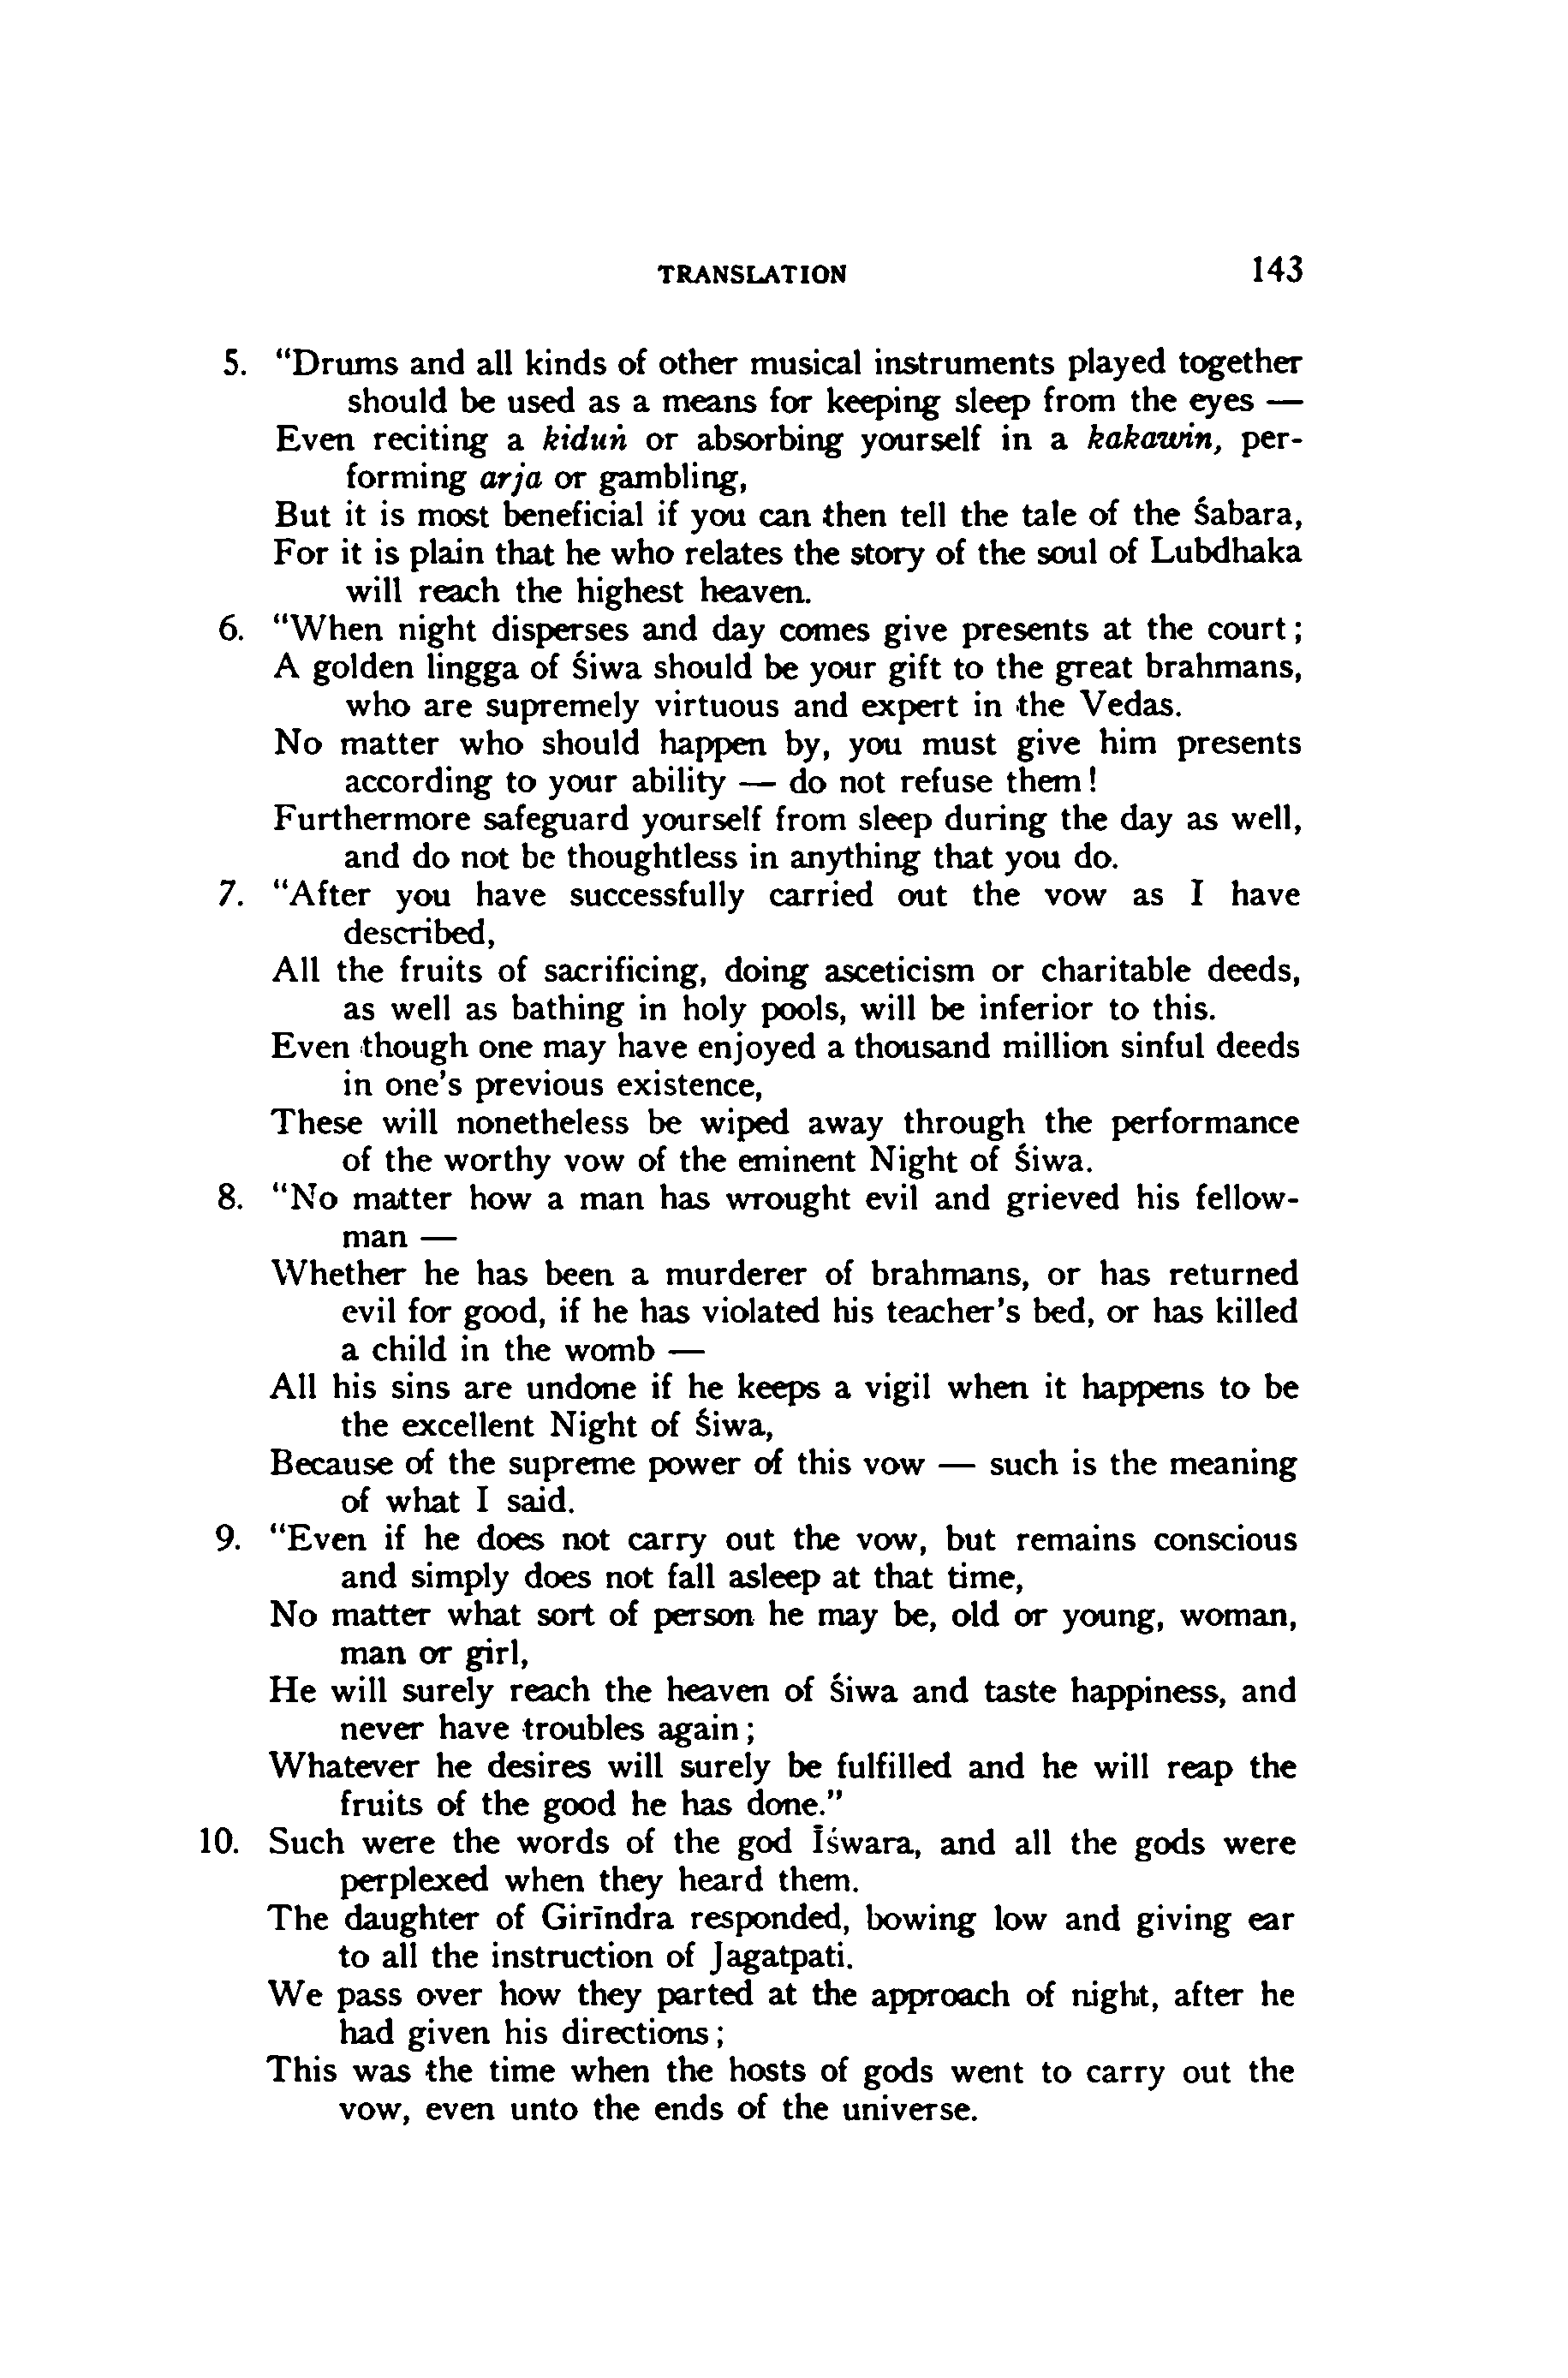 TRANSLATION 143
5. “Drums and all kinds of other musical instruments played together
should be used as a means for keeping sleep from the eyes —
Even reciting a kiduṅ or absorbing yourself in a kakawin, per-
forming arja or gambling,
But it is most beneficial if you can then tell the tale of the Śabara,
For it is plain that he who relates the story of the soul of Lubdhaka
will reach the highest heaven.
6. “When night disperses and day comes give presents at the court;
A golden lingga of Śiwa should be your gift to the great brahmans,
who are supremely virtuous and expert in the Vedas.
No matter who should happen by, you must give him presents
according to your ability — do not refuse them!
Furthermore safeguard yourself from sleep during the day as well,
and do not be thoughtless in anything that you do.
7. “After you have successfully carried out the vow as I have
described,
All the fruits of sacrificing, doing asceticism or charitable deeds,
as well as bathing in holy pools, will be inferior to this.
Even though one may have enjoyed a thousand million sinful deeds
in one’s previous existence,
These will nonetheless be wiped away through the performance
of the worthy vow of the eminent Night of Śiwa.
8. “No matter how a man has wrought evil and grieved his fellow-
man —
Whether he has been a murderer of brahmans, or has returned
evil for good, if he has violated his teacher’s bed, or has killed
a child in the womb —
All his sins are undone if he keeps a vigil when it happens to be
the excellent Night of Śiwa,
Because of the supreme power of this vow — such is the meaning
of what I said.
9. “Even if he does not carry out the vow, but remains conscious
and simply does not fall asleep at that time,
No matter what sort of person he may be, old or young, woman,
man or girl,
He will surely reach the heaven of Śiwa and taste happiness, and
never have troubles again;
Whatever he desires will surely be fulfilled and he will reap the
fruits of the good he has done.”
10. Such were the words of the god Īśwara, and all the gods were
perplexed when they heard them.
The daughter of Girīndra responded, bowing low and giving ear
to all the instruction of Jagatpati.
We pass over how they parted at the approach of night, after he
had given his directions;
This was the time when the hosts of gods went to carry out the
vow, even unto the ends of the universe.